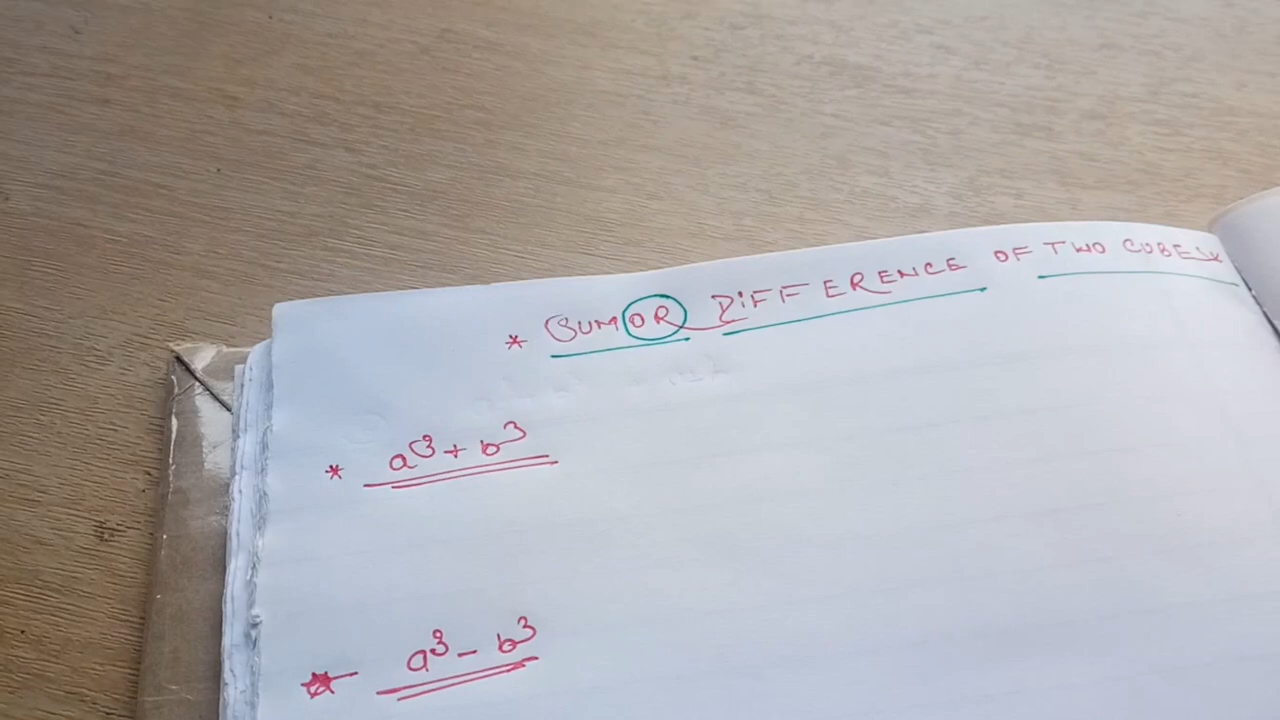 * SUM OR DIFFERENCE OF TWO CUBES
* a³ + b³
* a³ - b³